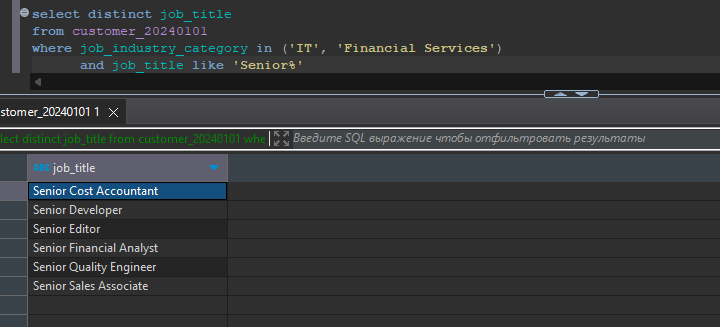 select distinct job_title
from customer_20240101
where job_industry_category in ('IT', 'Financial Services')
and job_title like 'Senior%'
stomer_20240101 1
lect distinct job_title from customer_20240101 whe
Введите SQL выражение чтобы отфильтровать результаты
REC job_title
Senior Cost Accountant
Senior Developer
Senior Editor
Senior Financial Analyst
Senior Quality Engineer
Senior Sales Associate